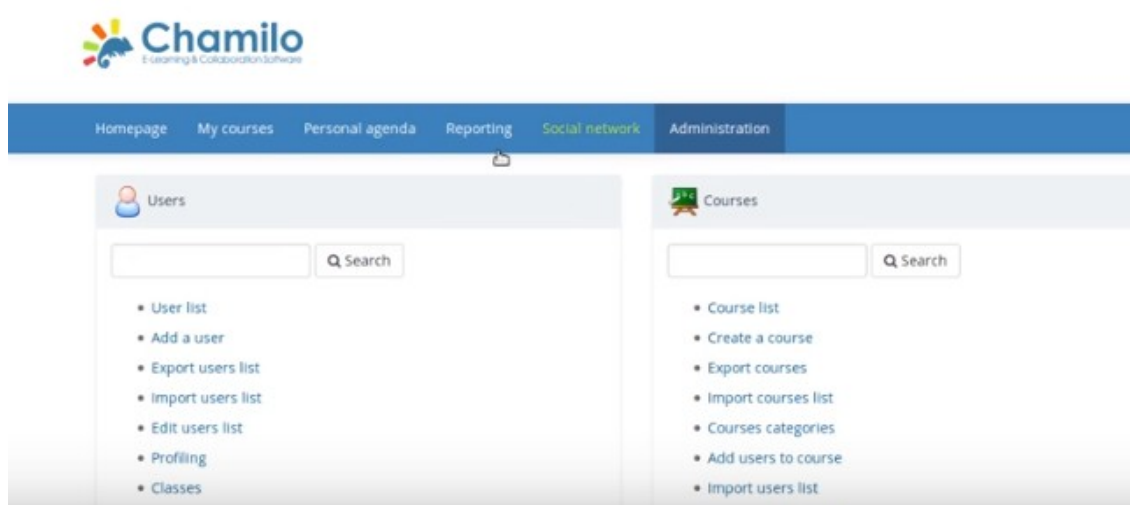 Chamilo
E-Learning & Collaboration Software
Homepage My courses Personal agenda Reporting Social network Administration
Users
Search
User list
Add a user
Export users list
Import users list
Edit users list
Profiling
Classes
Courses
Search
Course list
Create a course
Export courses
Import courses list
Courses categories
Add users to course
Import users list